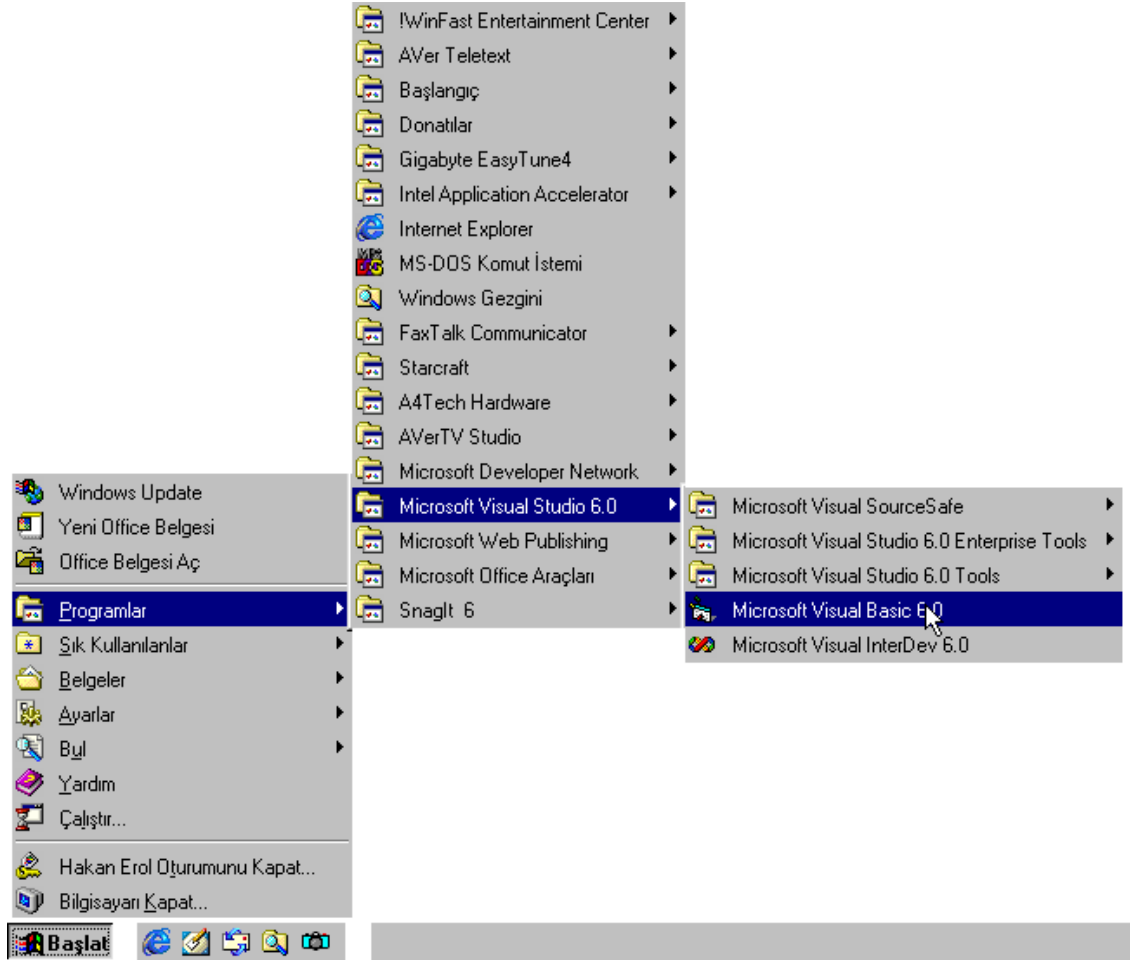 !WinFast Entertainment Center
AVer Teletext
Başlangıç
Donatılar
Gigabyte EasyTune4
Intel Application Accelerator
Internet Explorer
MS-DOS Komut İstemi
Windows Gezgini
FaxTalk Communicator
Starcraft
A4Tech Hardware
AVerTV Studio
Microsoft Developer Network
Microsoft Visual Studio 6.0
Microsoft Web Publishing
Microsoft Office Araçları
SnagIt 6
Microsoft Visual SourceSafe
Microsoft Visual Studio 6.0 Enterprise Tools
Microsoft Visual Studio 6.0 Tools
Microsoft Visual Basic 6.0
Microsoft Visual InterDev 6.0
Windows Update
Yeni Office Belgesi
Office Belgesi Aç
Programlar
Sık Kullanılanlar
Belgeler
Ayarlar
Bul
Yardım
Çalıştır...
Hakan Erol Oturumunu Kapat...
Bilgisayarı Kapat...
Başlat